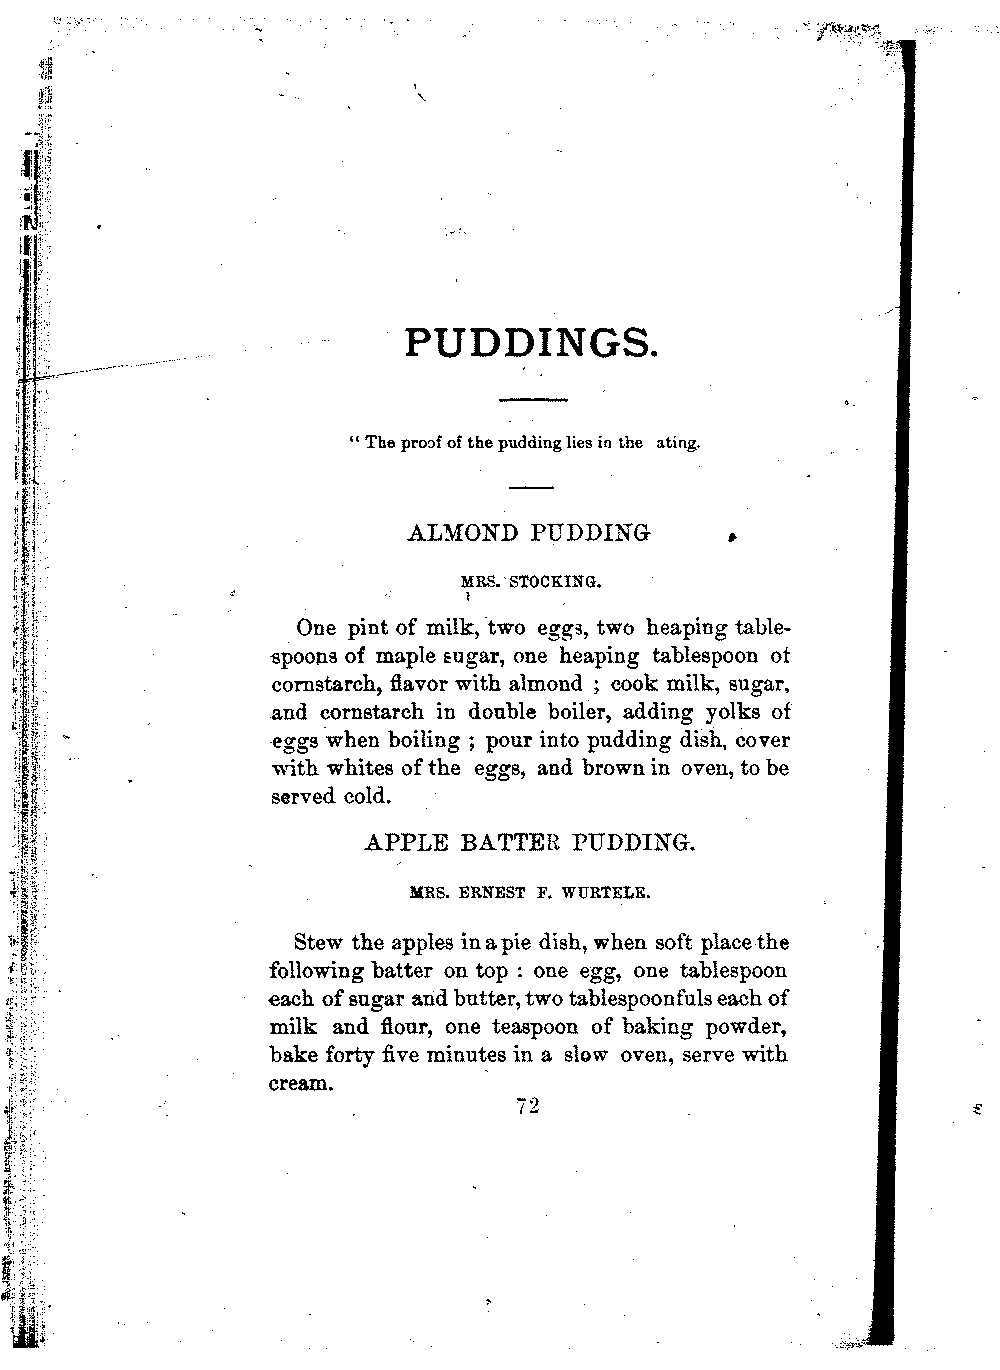 PUDDINGS.
“ The proof of the pudding lies in the ating.
ALMOND PUDDING
MRS. STOCKING.
One pint of milk, two eggs, two heaping table-
spoons of maple sugar, one heaping tablespoon of
cornstarch, flavor with almond ; cook milk, sugar,
and cornstarch in double boiler, adding yolks of
eggs when boiling ; pour into pudding dish, cover
with whites of the eggs, and brown in oven, to be
served cold.
APPLE BATTER PUDDING.
MRS. ERNEST F. WURTELE.
Stew the apples in a pie dish, when soft place the
following batter on top : one egg, one tablespoon
each of sugar and butter, two tablespoonfuls each of
milk and flour, one teaspoon of baking powder,
bake forty five minutes in a slow oven, serve with
cream.
72